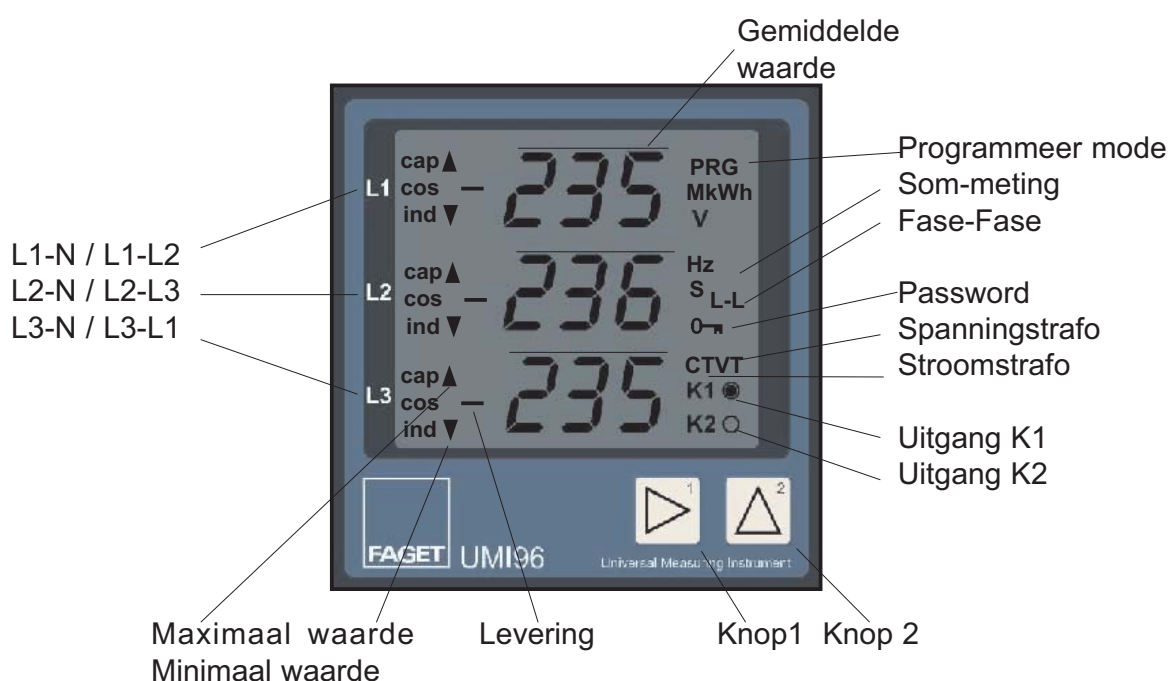 Gemiddelde
waarde
cap▲
L1 cos – 235 PRG
MkWh
ind▼ V
Programmeer mode
Som-meting
Fase-Fase
L1-N / L1-L2
L2-N / L2-L3
L3-N / L3-L1
cap▲ Hz
L2 cos – 236 S L-L
ind▼ 0
Password
Spanningstrafo
Stroomstrafo
cap▲ CTVT
L3 cos – 235 K1
ind▼ K2
Uitgang K1
Uitgang K2
1 2
FAGET UMI96 Universal Measuring Instrument
Maximaal waarde
Minimaal waarde
Levering
Knop1 Knop 2